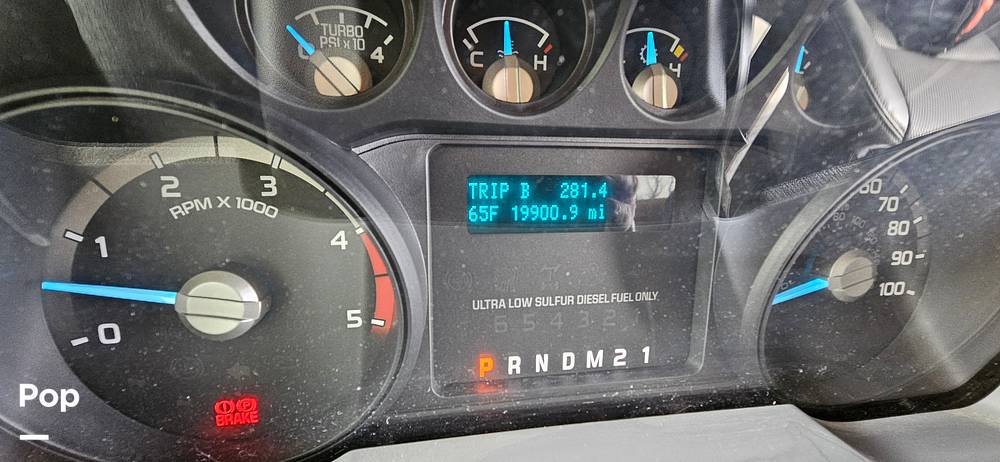 TURBO
PSI x 10
0 4
C H
H
TRIP B 281.4
65F 19900.9 mi
0 1 2 3 4 5
RPM X 1000
60
70
80
90
100
ULTRA LOW SULFUR DIESEL FUEL ONLY
P R N D M 2 1
BRAKE
Pop